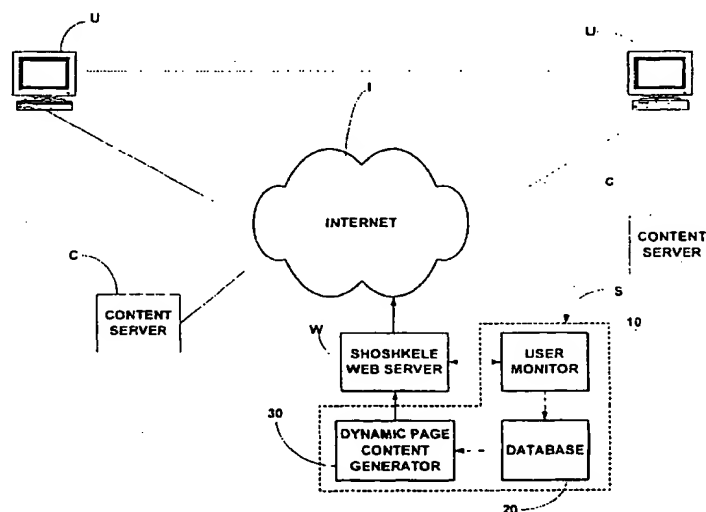 U
U
I
INTERNET
C
CONTENT
SERVER
C
CONTENT
SERVER
S
10
W
SHOSHKELE
WEB SERVER
USER
MONITOR
30
DYNAMIC PAGE
CONTENT
GENERATOR
DATABASE
20